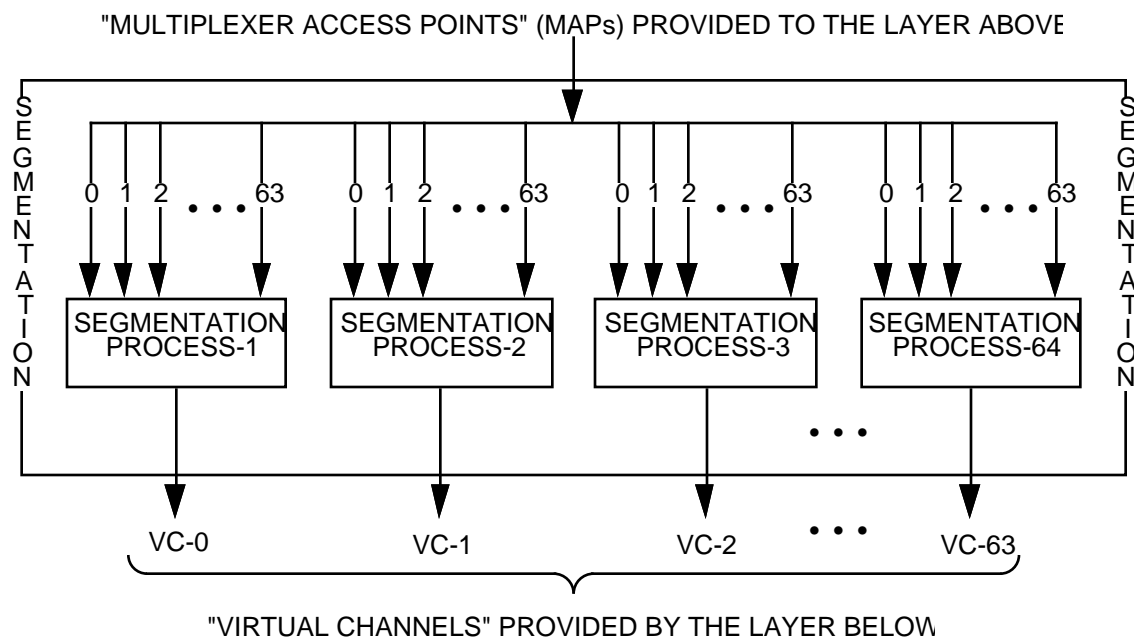 "MULTIPLEXER ACCESS POINTS" (MAPs) PROVIDED TO THE LAYER ABOVE
SEGMENTATION
SEGMENTATION
0 1 2 • • • 63
0 1 2 • • • 63
0 1 2 • • • 63
0 1 2 • • • 63
SEGMENTATION
PROCESS-1
SEGMENTATION
PROCESS-2
SEGMENTATION
PROCESS-3
SEGMENTATION
PROCESS-64
• • •
VC-0
VC-1
VC-2
• • •
VC-63
"VIRTUAL CHANNELS" PROVIDED BY THE LAYER BELOW